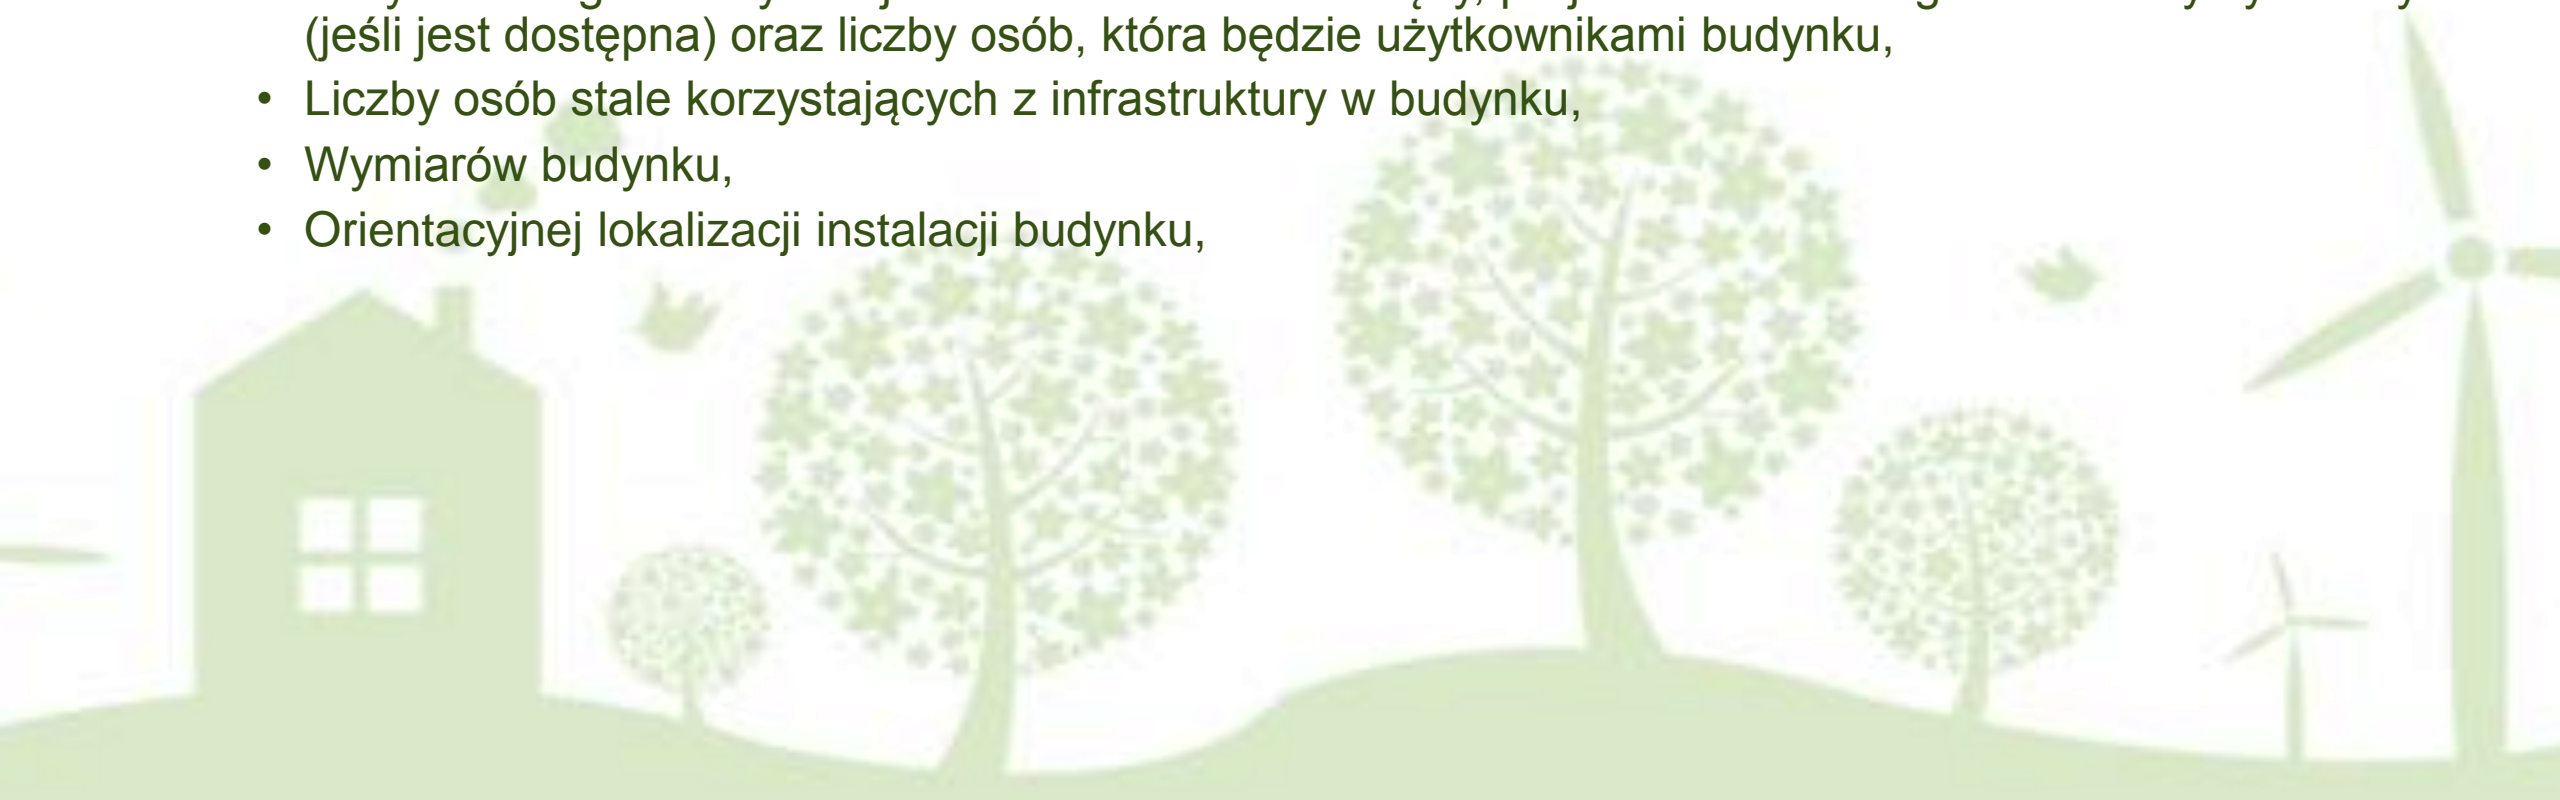 (jeśli jest dostępna) oraz liczby osób, która będzie użytkownikami budynku,
• Liczby osób stale korzystających z infrastruktury w budynku,
• Wymiarów budynku,
• Orientacyjnej lokalizacji instalacji budynku,